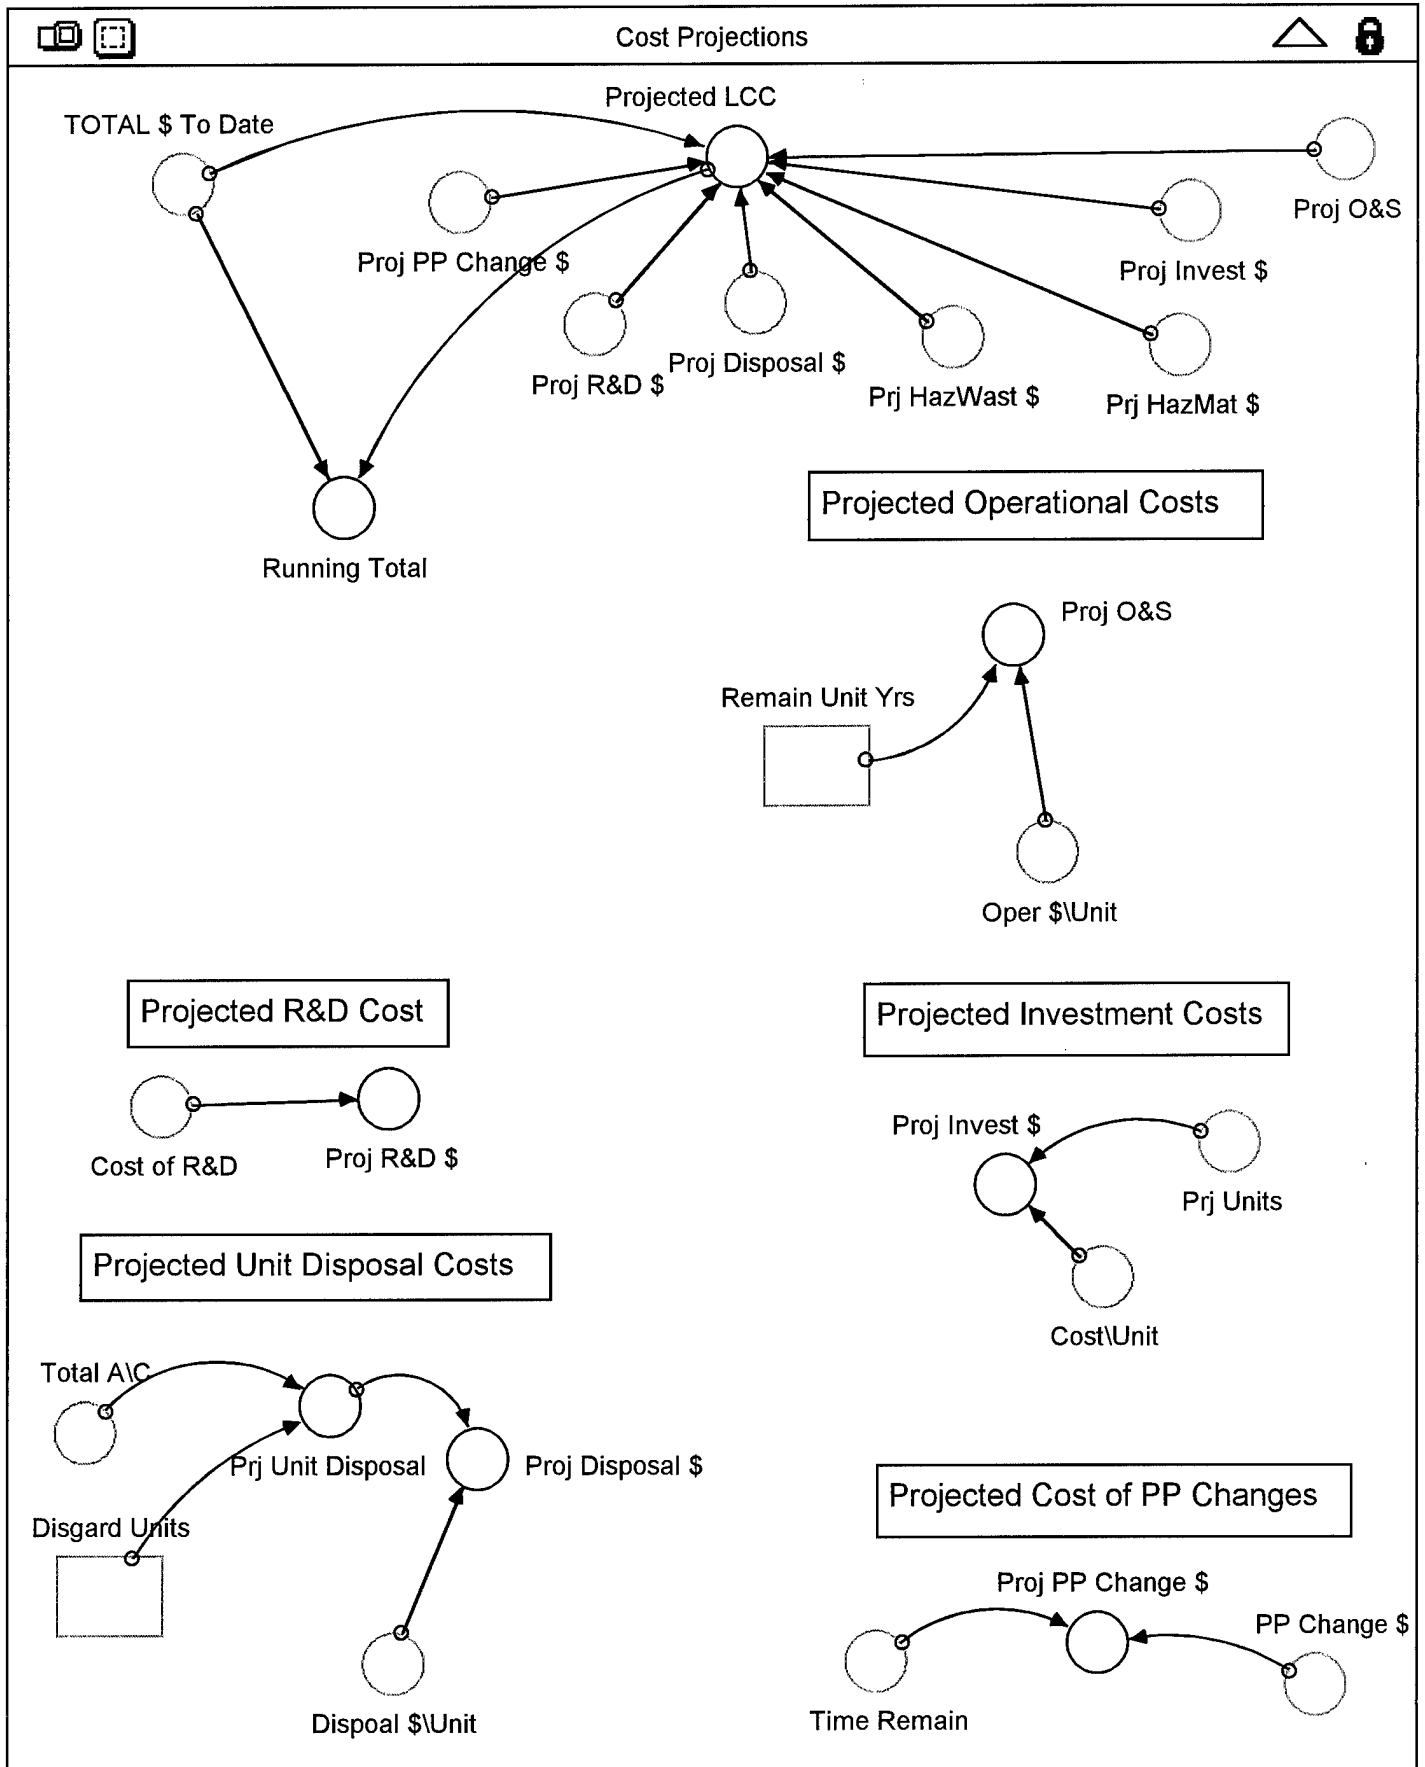 Cost Projections
Projected LCC
TOTAL $ To Date
Proj O&S
Proj PP Change $
Proj Invest $
Proj R&D $
Proj Disposal $
Prj HazWast $
Prj HazMat $
Projected Operational Costs
Running Total
Proj O&S
Remain Unit Yrs
Oper $\Unit
Projected R&D Cost
Projected Investment Costs
Cost of R&D
Proj R&D $
Proj Invest $
Prj Units
Projected Unit Disposal Costs
Cost\Unit
Total A\C
Prj Unit Disposal
Proj Disposal $
Projected Cost of PP Changes
Disgard Units
Proj PP Change $
PP Change $
Dispoal $\Unit
Time Remain